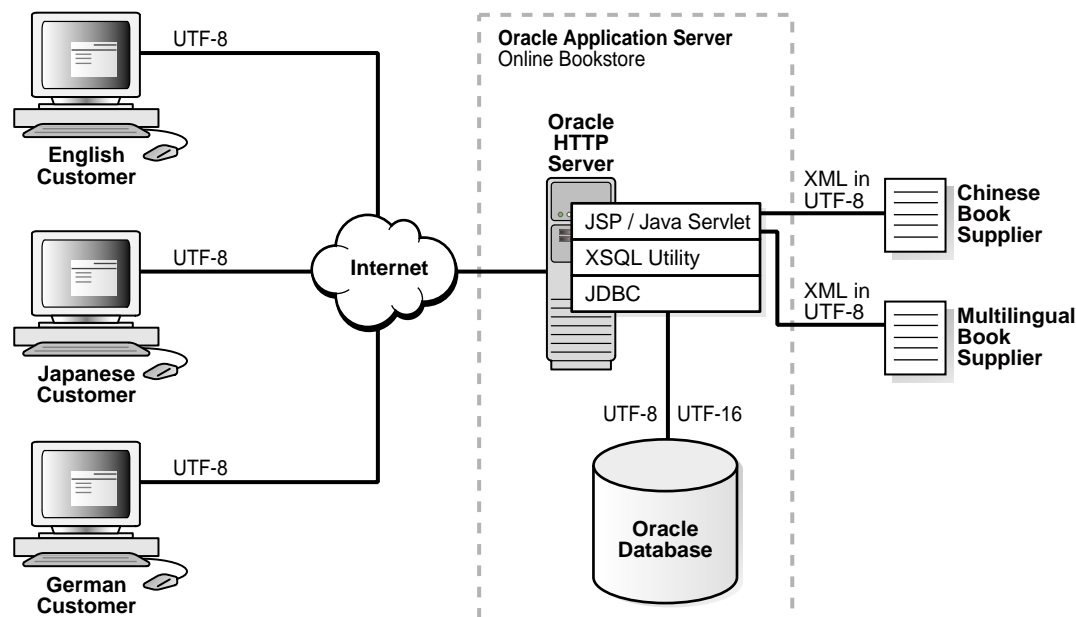 UTF-8
English
Customer
UTF-8
Japanese
Customer
UTF-8
German
Customer
Internet
Oracle Application Server
Online Bookstore
Oracle
HTTP
Server
JSP / Java Servlet
XSQL Utility
JDBC
UTF-8
UTF-16
Oracle
Database
XML in
UTF-8
Chinese
Book
Supplier
XML in
UTF-8
Multilingual
Book
Supplier